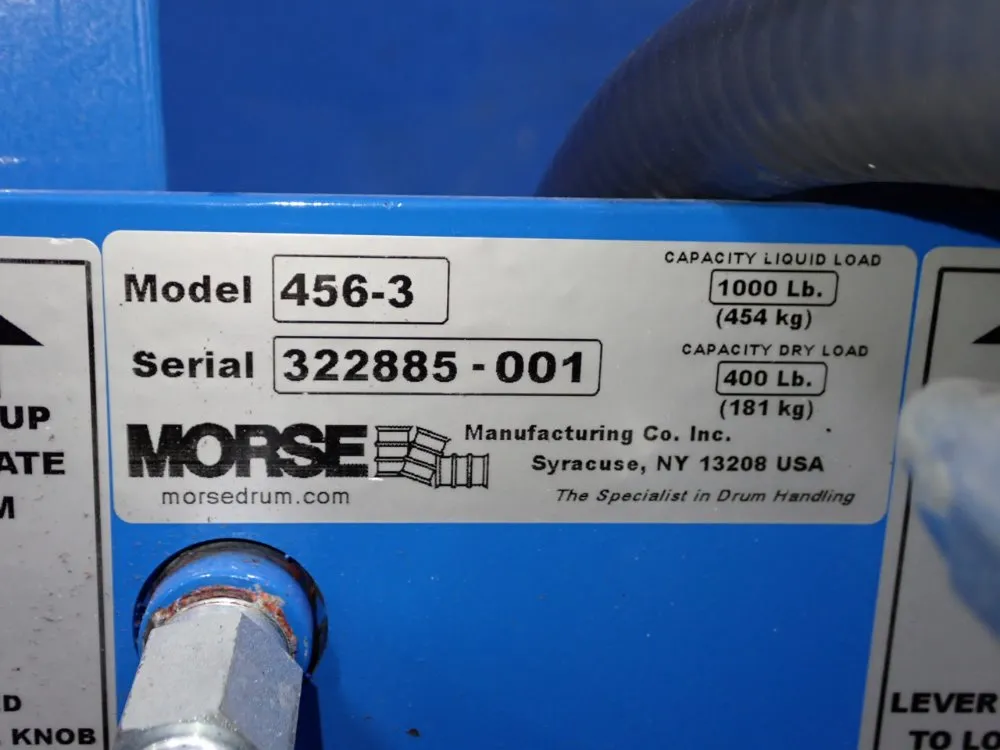 Model 456-3
Serial 322885-001
MORSE Manufacturing Co. Inc.
Syracuse, NY 13208 USA
morsedrum.com
The Specialist in Drum Handling
CAPACITY LIQUID LOAD
1000 Lb.
(454 kg)
CAPACITY DRY LOAD
400 Lb.
(181 kg)
UP
KNOB
LEVER
TO